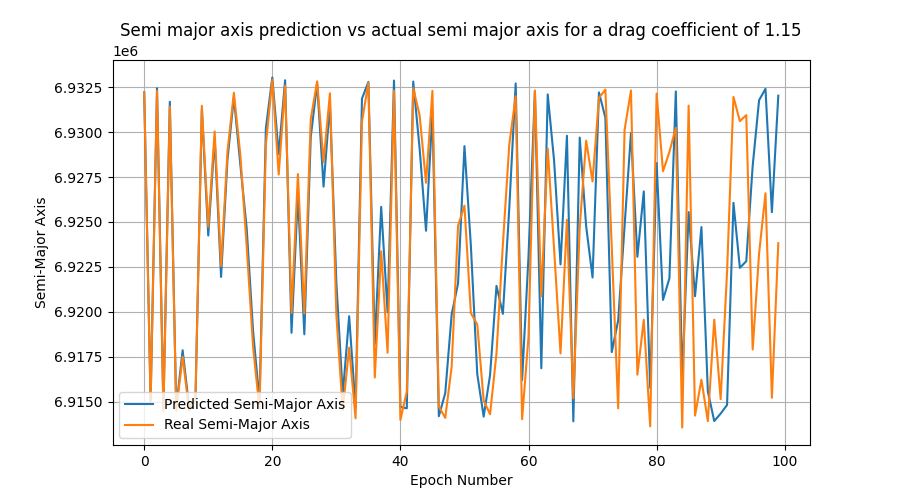 Semi major axis prediction vs actual semi major axis for a drag coefficient of 1.15
1e6
6.9325
6.9300
6.9275
6.9250
6.9225
6.9200
6.9175
6.9150
Semi-Major Axis
Predicted Semi-Major Axis
Real Semi-Major Axis
0 20 40 60 80 100
Epoch Number